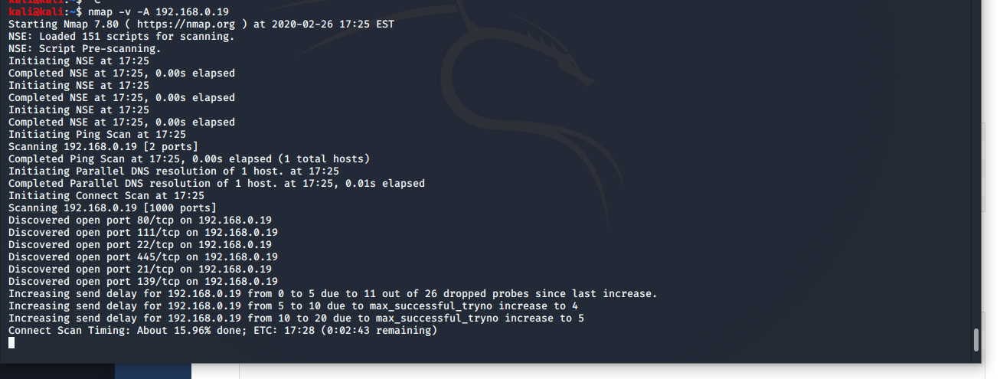 kali@kali:~$ ^C
kali@kali:~$ nmap -v -A 192.168.0.19
Starting Nmap 7.80 ( https://nmap.org ) at 2020-02-26 17:25 EST
NSE: Loaded 151 scripts for scanning.
NSE: Script Pre-scanning.
Initiating NSE at 17:25
Completed NSE at 17:25, 0.00s elapsed
Initiating NSE at 17:25
Completed NSE at 17:25, 0.00s elapsed
Initiating NSE at 17:25
Completed NSE at 17:25, 0.00s elapsed
Initiating Ping Scan at 17:25
Scanning 192.168.0.19 [2 ports]
Completed Ping Scan at 17:25, 0.00s elapsed (1 total hosts)
Initiating Parallel DNS resolution of 1 host. at 17:25
Completed Parallel DNS resolution of 1 host. at 17:25, 0.01s elapsed
Initiating Connect Scan at 17:25
Scanning 192.168.0.19 [1000 ports]
Discovered open port 80/tcp on 192.168.0.19
Discovered open port 111/tcp on 192.168.0.19
Discovered open port 22/tcp on 192.168.0.19
Discovered open port 445/tcp on 192.168.0.19
Discovered open port 21/tcp on 192.168.0.19
Discovered open port 139/tcp on 192.168.0.19
Increasing send delay for 192.168.0.19 from 0 to 5 due to 11 out of 26 dropped probes since last increase.
Increasing send delay for 192.168.0.19 from 5 to 10 due to max_successful_tryno increase to 4
Increasing send delay for 192.168.0.19 from 10 to 20 due to max_successful_tryno increase to 5
Connect Scan Timing: About 15.96% done; ETC: 17:28 (0:02:43 remaining)